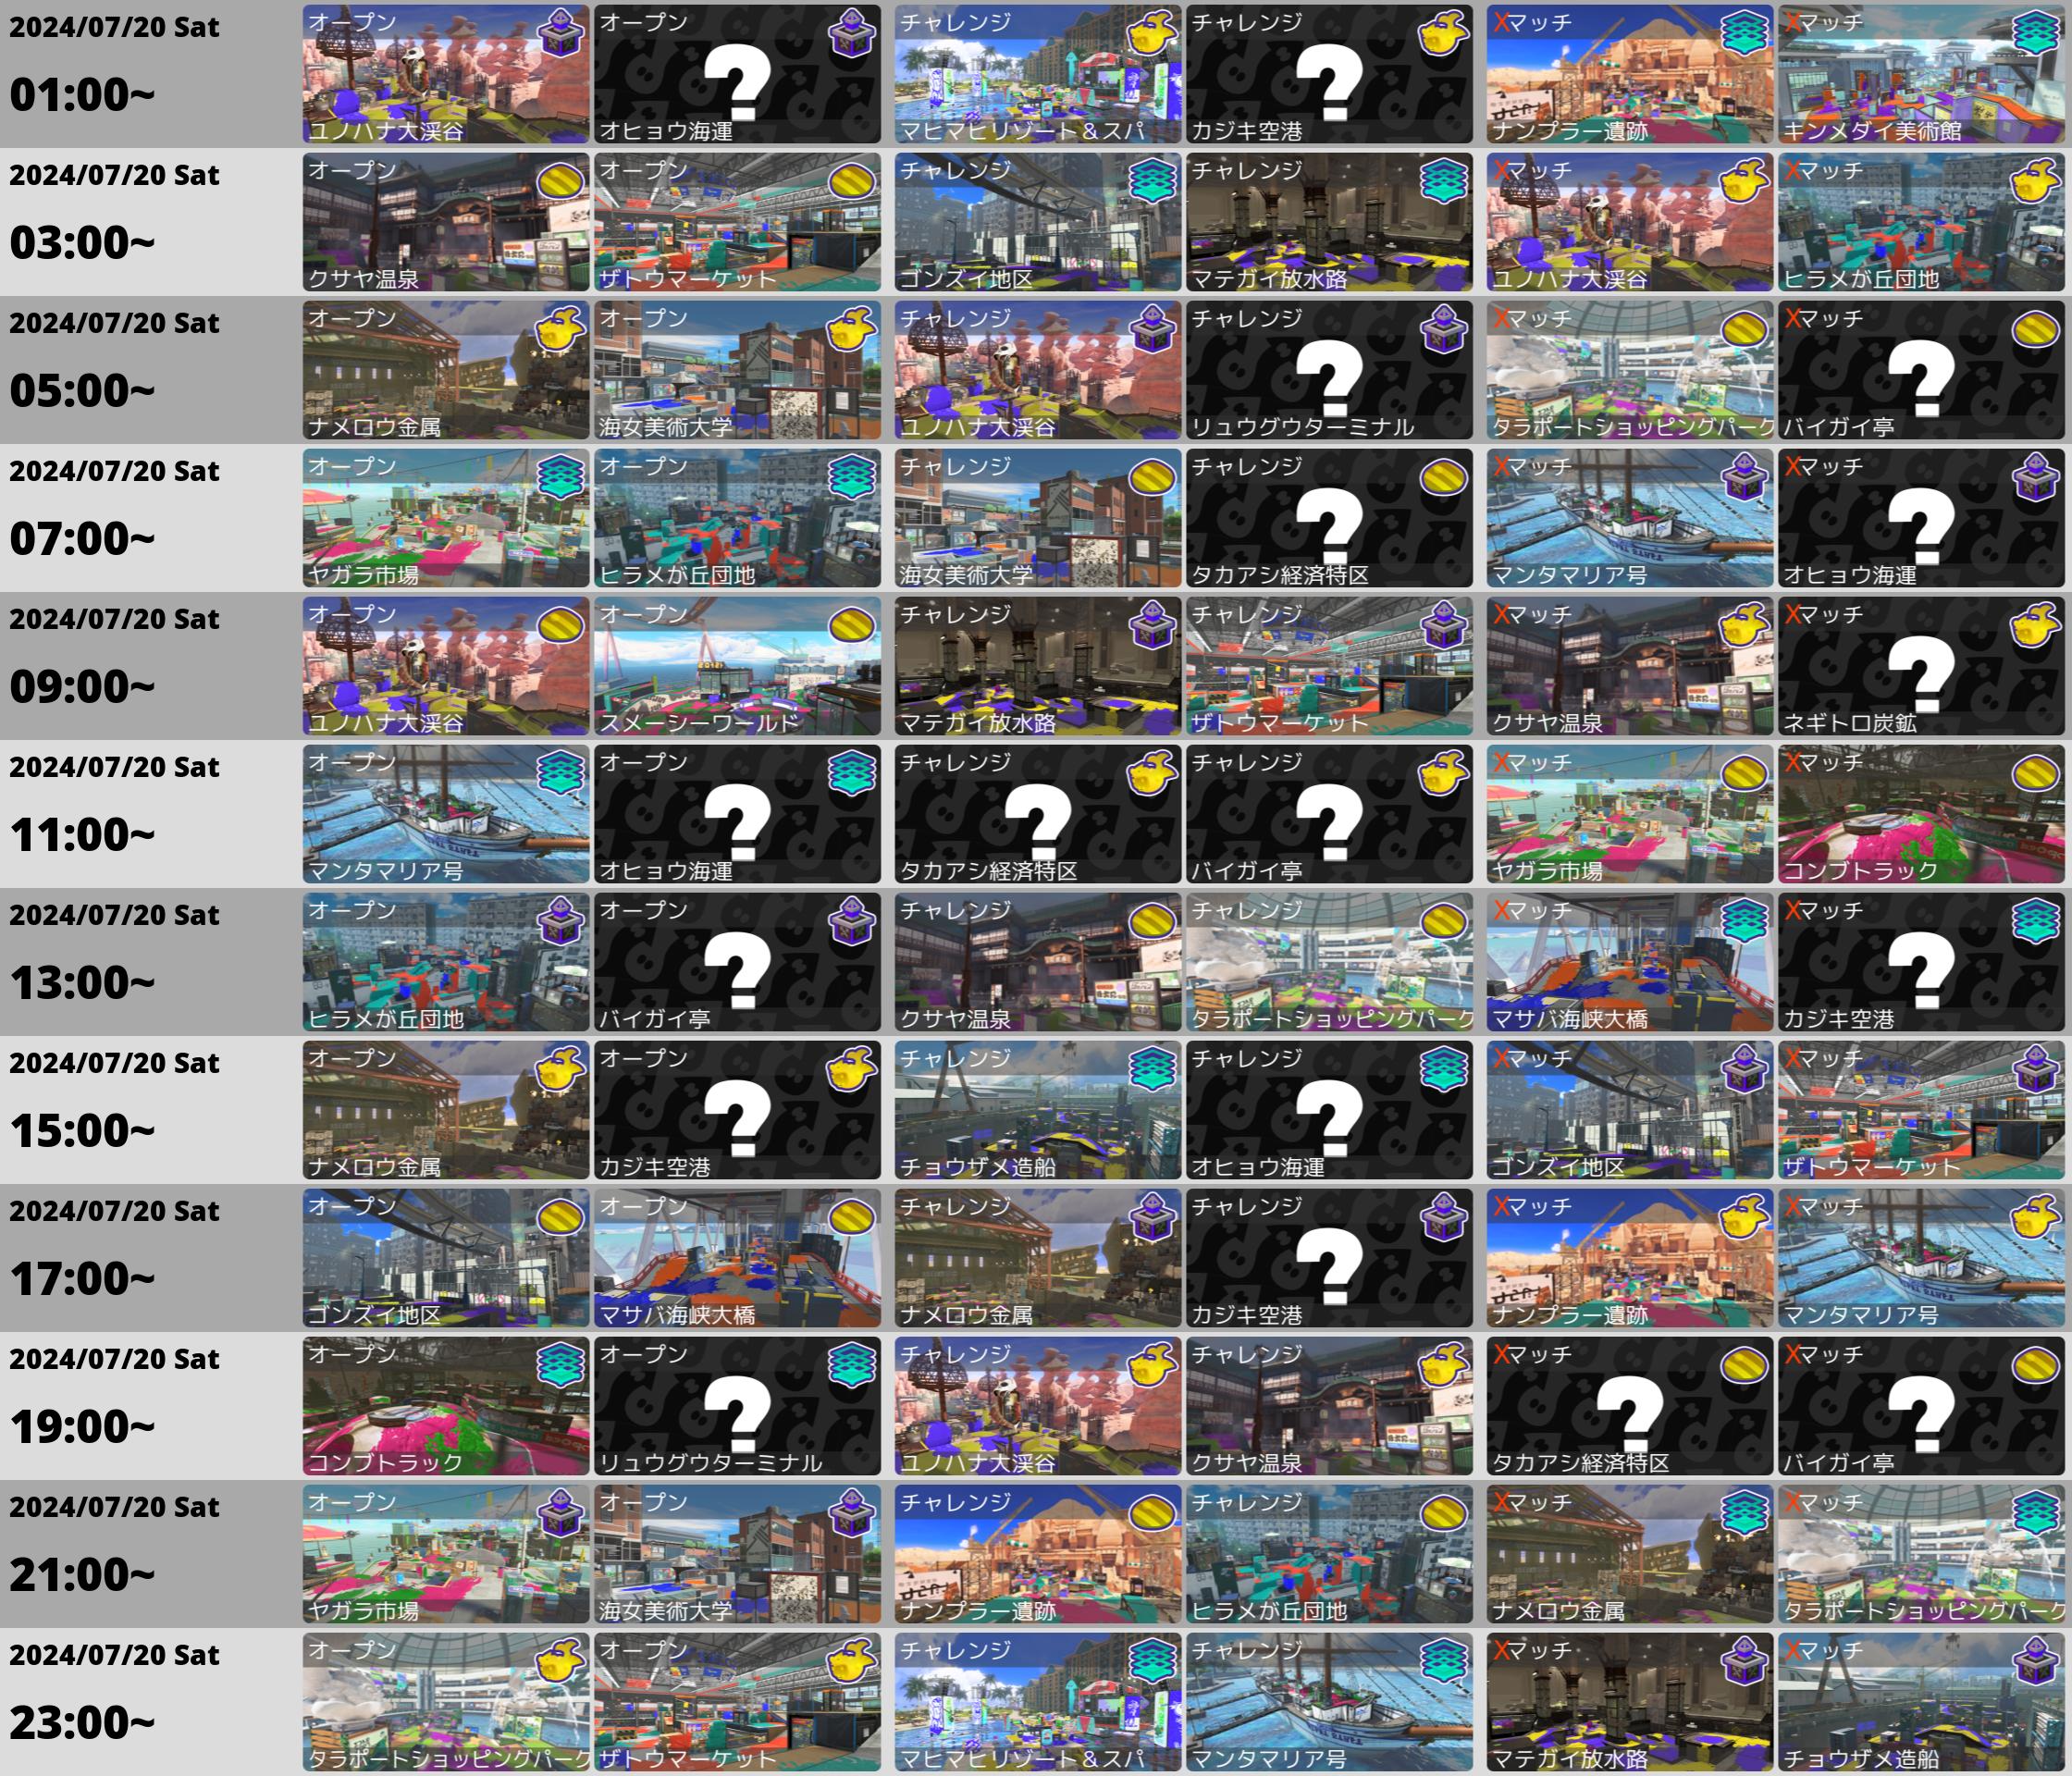 2024/07/20 Sat
01:00~
オープン
ユノハナ大渓谷
オープン
オヒョウ海運
チャレンジ
マヒマヒリゾート＆スパ
チャレンジ
カジキ空港
Xマッチ
ナンプラー遺跡
Xマッチ
キンメダイ美術館
2024/07/20 Sat
03:00~
オープン
クサヤ温泉
オープン
ザトウマーケット
チャレンジ
ゴンズイ地区
チャレンジ
マテガイ放水路
Xマッチ
ユノハナ大渓谷
Xマッチ
ヒラメが丘団地
2024/07/20 Sat
05:00~
オープン
ナメロウ金属
オープン
海女美術大学
チャレンジ
ユノハナ大渓谷
チャレンジ
リュウグウターミナル
Xマッチ
タラポートショッピングパーク
Xマッチ
バイガイ亭
2024/07/20 Sat
07:00~
オープン
ヤガラ市場
オープン
ヒラメが丘団地
チャレンジ
海女美術大学
チャレンジ
タカアシ経済特区
Xマッチ
マンタマリア号
Xマッチ
オヒョウ海運
2024/07/20 Sat
09:00~
オープン
ユノハナ大渓谷
オープン
スメーシーワールド
チャレンジ
マテガイ放水路
チャレンジ
ザトウマーケット
Xマッチ
クサヤ温泉
Xマッチ
ネギトロ炭鉱
2024/07/20 Sat
11:00~
オープン
マンタマリア号
オープン
オヒョウ海運
チャレンジ
タカアシ経済特区
チャレンジ
バイガイ亭
Xマッチ
ヤガラ市場
Xマッチ
コンブトラック
2024/07/20 Sat
13:00~
オープン
ヒラメが丘団地
オープン
バイガイ亭
チャレンジ
クサヤ温泉
チャレンジ
タラポートショッピングパーク
Xマッチ
マサバ海峡大橋
Xマッチ
カジキ空港
2024/07/20 Sat
15:00~
オープン
ナメロウ金属
オープン
カジキ空港
チャレンジ
チョウザメ造船
チャレンジ
オヒョウ海運
Xマッチ
ゴンズイ地区
Xマッチ
ザトウマーケット
2024/07/20 Sat
17:00~
オープン
ゴンズイ地区
オープン
マサバ海峡大橋
チャレンジ
ナメロウ金属
チャレンジ
カジキ空港
Xマッチ
ナンプラー遺跡
Xマッチ
マンタマリア号
2024/07/20 Sat
19:00~
オープン
コンブトラック
オープン
リュウグウターミナル
チャレンジ
ユノハナ大渓谷
チャレンジ
クサヤ温泉
Xマッチ
タカアシ経済特区
Xマッチ
バイガイ亭
2024/07/20 Sat
21:00~
オープン
ヤガラ市場
オープン
海女美術大学
チャレンジ
ナンプラー遺跡
チャレンジ
ヒラメが丘団地
Xマッチ
ナメロウ金属
Xマッチ
タラポートショッピングパーク
2024/07/20 Sat
23:00~
オープン
タラポートショッピングパーク
オープン
ザトウマーケット
チャレンジ
マヒマヒリゾート＆スパ
チャレンジ
マンタマリア号
Xマッチ
マテガイ放水路
Xマッチ
チョウザメ造船